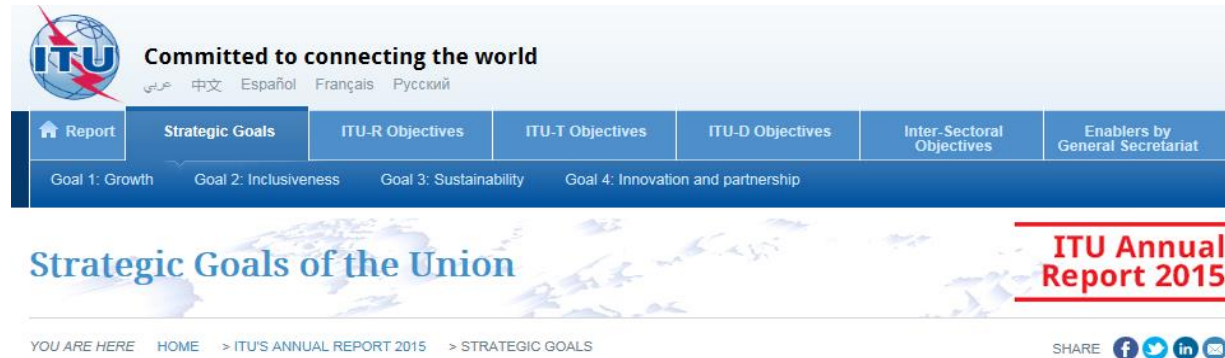 ITU
Committed to connecting the world
عربي 中文 Español Français Русский
Report Strategic Goals ITU-R Objectives ITU-T Objectives ITU-D Objectives Inter-Sectoral Objectives Enablers by General Secretariat
Goal 1: Growth Goal 2: Inclusiveness Goal 3: Sustainability Goal 4: Innovation and partnership
Strategic Goals of the Union
ITU Annual
Report 2015
YOU ARE HERE HOME > ITU'S ANNUAL REPORT 2015 > STRATEGIC GOALS
SHARE